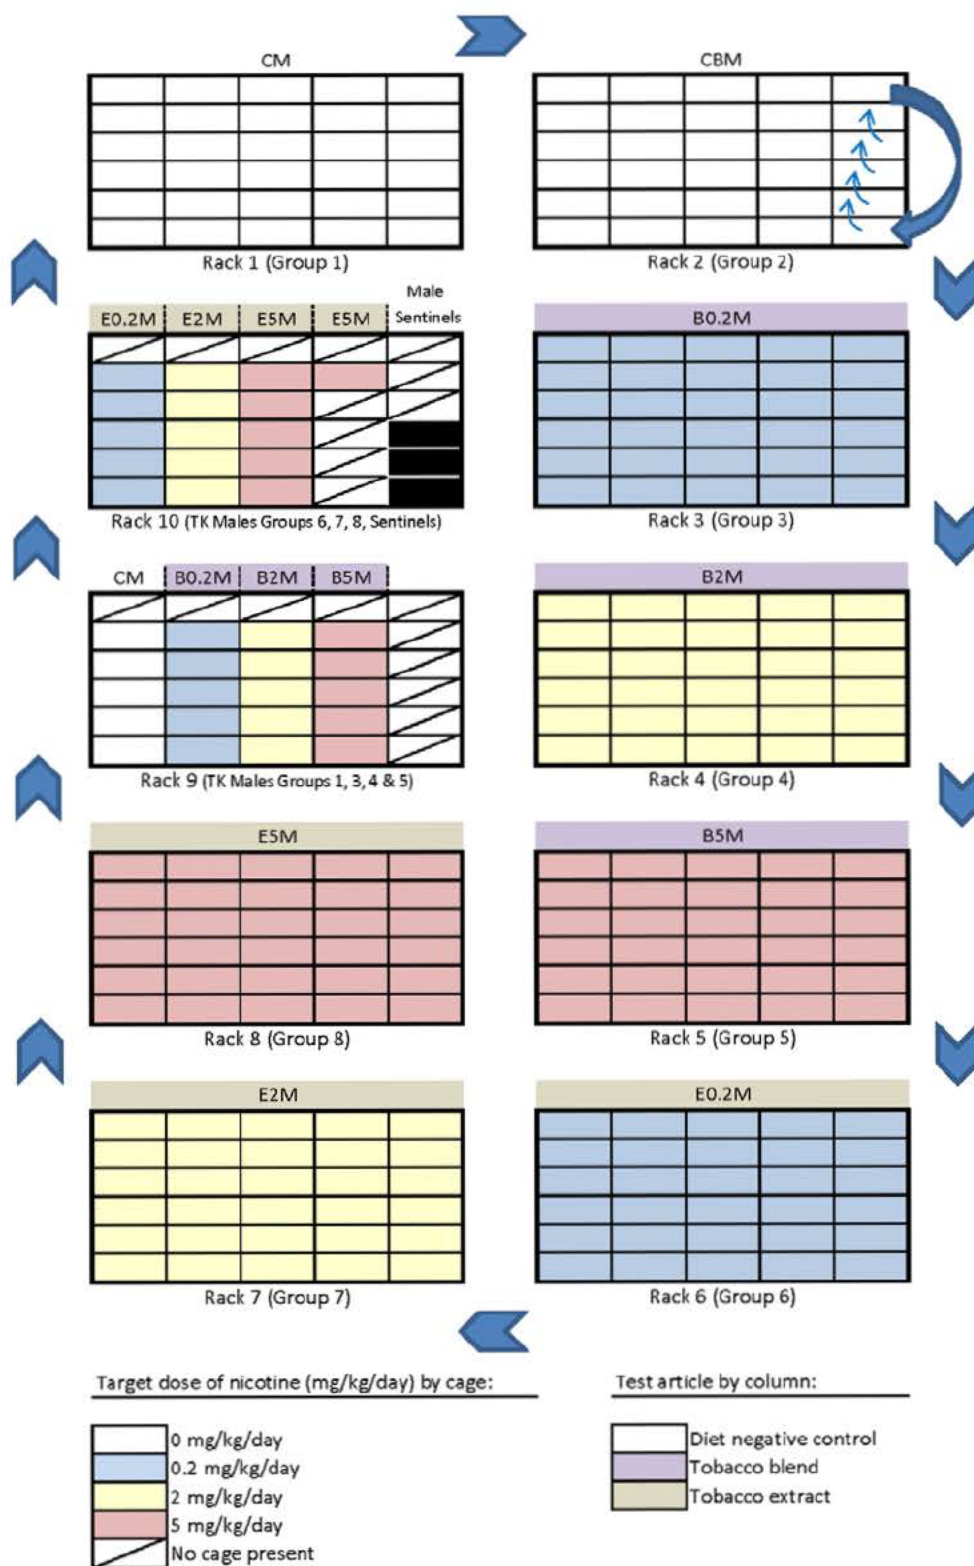 CM
CBM
Rack 1 (Group 1)
Rack 2 (Group 2)
E0.2M E2M E5M E5M Male Sentinels
B0.2M
Rack 10 (TK Males Groups 6, 7, 8, Sentinels)
Rack 3 (Group 3)
CM B0.2M B2M B5M
B2M
Rack 9 (TK Males Groups 1, 3, 4 & 5)
Rack 4 (Group 4)
E5M
B5M
Rack 8 (Group 8)
Rack 5 (Group 5)
E2M
E0.2M
Rack 7 (Group 7)
Rack 6 (Group 6)
Target dose of nicotine (mg/kg/day) by cage:
0 mg/kg/day
0.2 mg/kg/day
2 mg/kg/day
5 mg/kg/day
No cage present
Test article by column:
Diet negative control
Tobacco blend
Tobacco extract